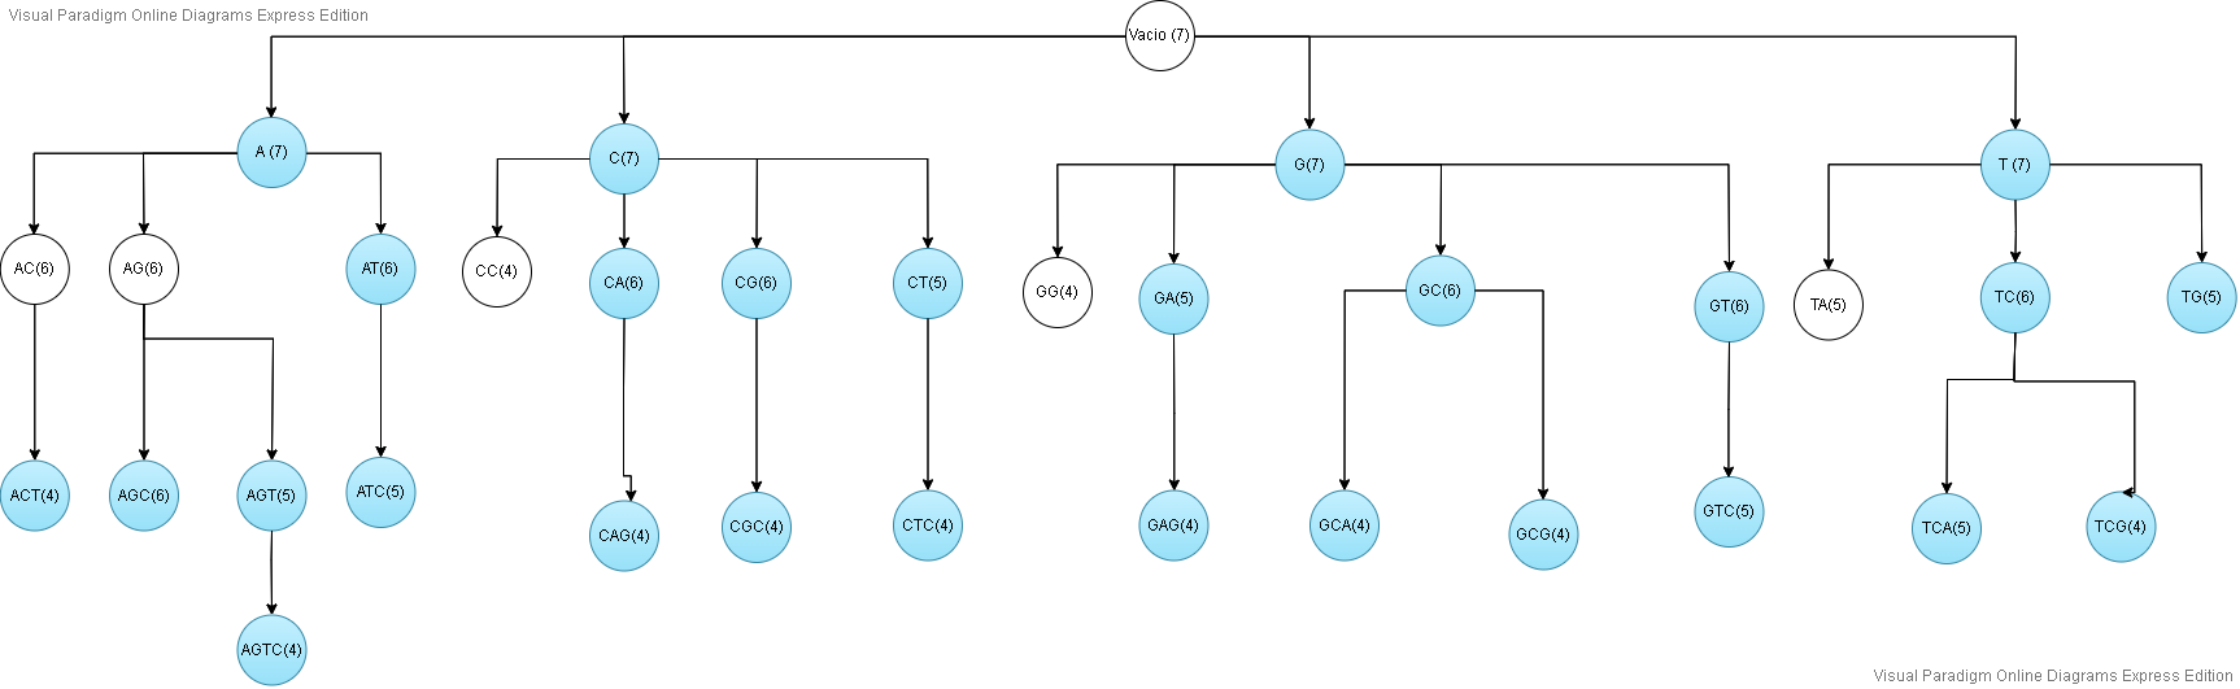 Visual Paradigm Online Diagrams Express Edition
Vacio (7)
A (7)
C(7)
G(7)
T (7)
AC(6)
AG(6)
AT(6)
CC(4)
CA(6)
CG(6)
CT(5)
GG(4)
GA(5)
GC(6)
GT(6)
TA(5)
TC(6)
TG(5)
ACT(4)
AGC(6)
AGT(5)
ATC(5)
CAG(4)
CGC(4)
CTC(4)
GAG(4)
GCA(4)
GCG(4)
GTC(5)
TCA(5)
TCG(4)
AGTC(4)
Visual Paradigm Online Diagrams Express Edition